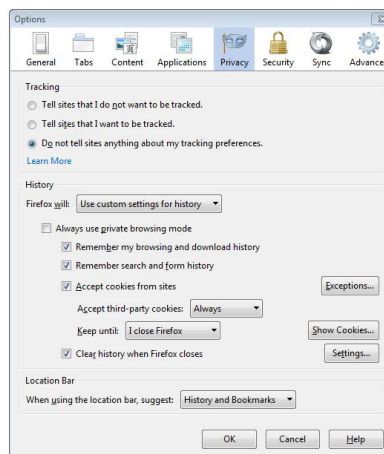 Options
General Tabs Content Applications Privacy Security Sync Advance
Tracking
Tell sites that I do not want to be tracked.
Tell sites that I want to be tracked.
Do not tell sites anything about my tracking preferences.
Learn More
History
Firefox will: Use custom settings for history
Always use private browsing mode
Remember my browsing and download history
Remember search and form history
Accept cookies from sites Exceptions...
Accept third-party cookies: Always
Keep until: I close Firefox Show Cookies...
Clear history when Firefox closes Settings...
Location Bar
When using the location bar, suggest: History and Bookmarks
OK Cancel Help